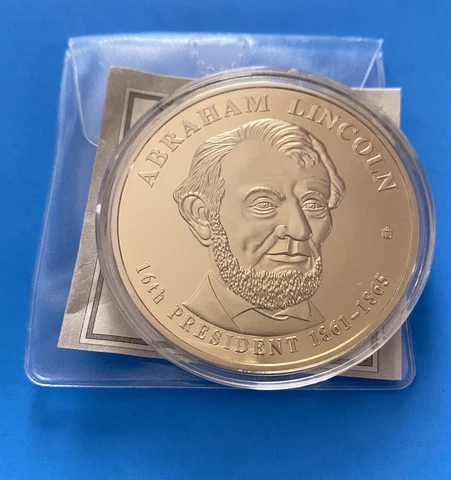 ABRAHAM LINCOLN
16th PRESIDENT 1861-1865